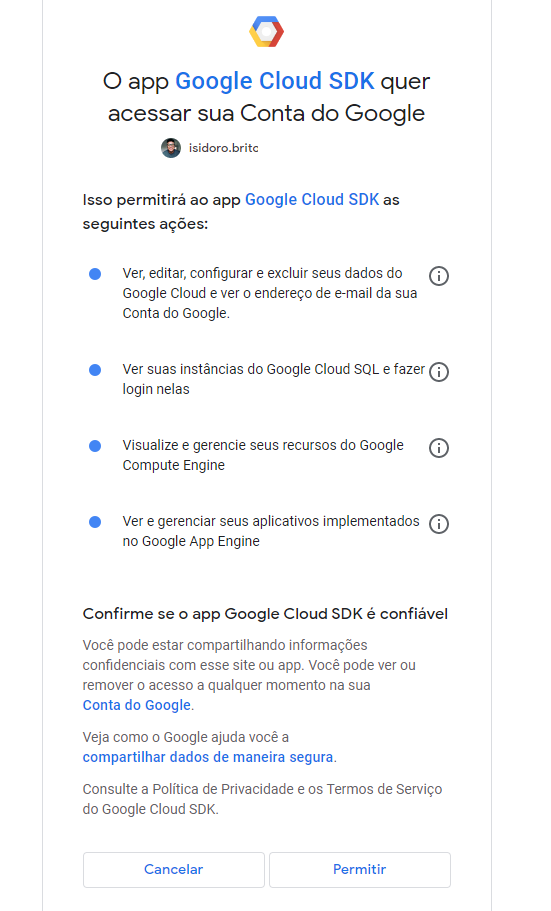 O app Google Cloud SDK quer
acessar sua Conta do Google
isidoro.brito
Isso permitirá ao app Google Cloud SDK as
seguintes ações:
Ver, editar, configurar e excluir seus dados do
Google Cloud e ver o endereço de e-mail da sua
Conta do Google.
Ver suas instâncias do Google Cloud SQL e fazer
login nelas
Visualize e gerencie seus recursos do Google
Compute Engine
Ver e gerenciar seus aplicativos implementados
no Google App Engine
Confirme se o app Google Cloud SDK é confiável
Você pode estar compartilhando informações
confidenciais com esse site ou app. Você pode ver ou
remover o acesso a qualquer momento na sua
Conta do Google.
Veja como o Google ajuda você a
compartilhar dados de maneira segura.
Consulte a Política de Privacidade e os Termos de Serviço
do Google Cloud SDK.
Cancelar Permitir